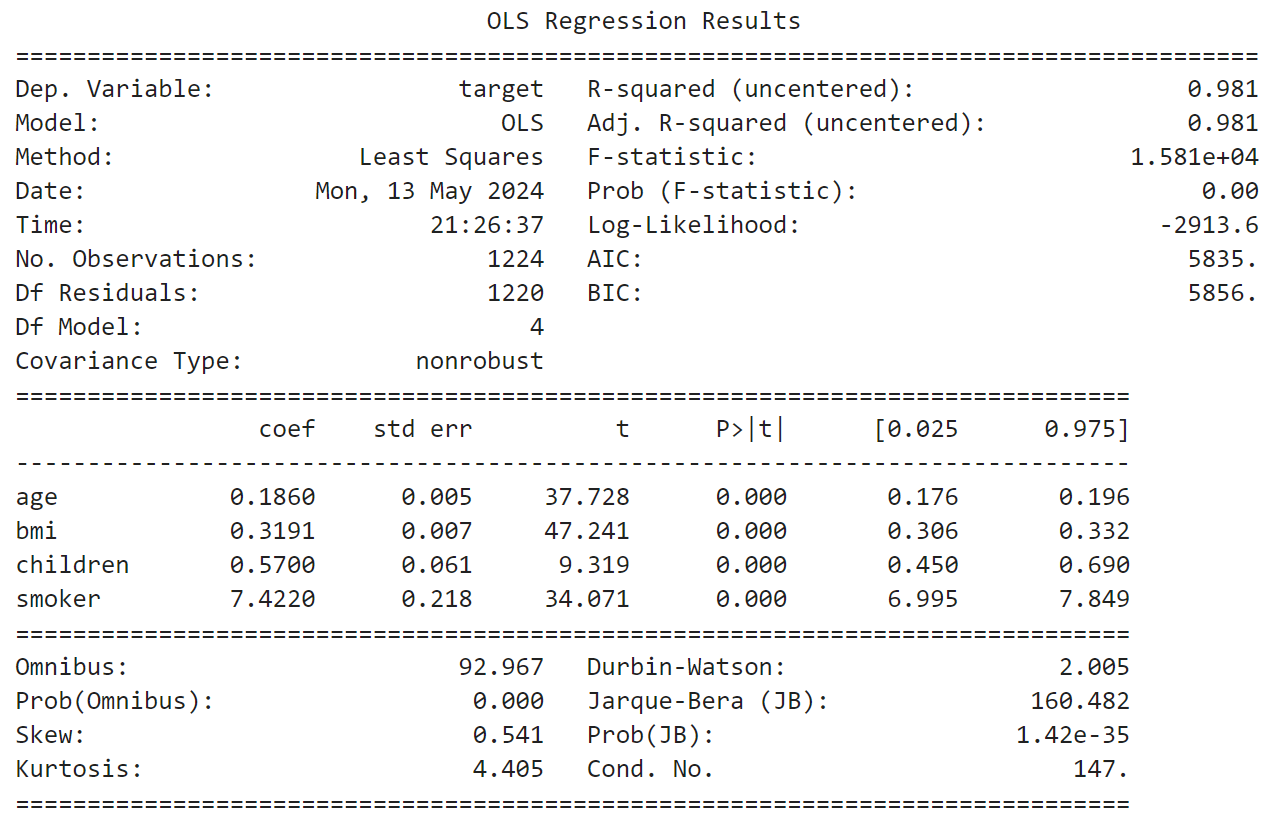 OLS Regression Results
=======================================================================================
Dep. Variable: target R-squared (uncentered): 0.981
Model: OLS Adj. R-squared (uncentered): 0.981
Method: Least Squares F-statistic: 1.581e+04
Date: Mon, 13 May 2024 Prob (F-statistic): 0.00
Time: 21:26:37 Log-Likelihood: -2913.6
No. Observations: 1224 AIC: 5835.
Df Residuals: 1220 BIC: 5856.
Df Model: 4
Covariance Type: nonrobust
==============================================================================
coef std err t P>|t| [0.025 0.975]
------------------------------------------------------------------------------
age 0.1860 0.005 37.728 0.000 0.176 0.196
bmi 0.3191 0.007 47.241 0.000 0.306 0.332
children 0.5700 0.061 9.319 0.000 0.450 0.690
smoker 7.4220 0.218 34.071 0.000 6.995 7.849
==============================================================================
Omnibus: 92.967 Durbin-Watson: 2.005
Prob(Omnibus): 0.000 Jarque-Bera (JB): 160.482
Skew: 0.541 Prob(JB): 1.42e-35
Kurtosis: 4.405 Cond. No. 147.
==============================================================================